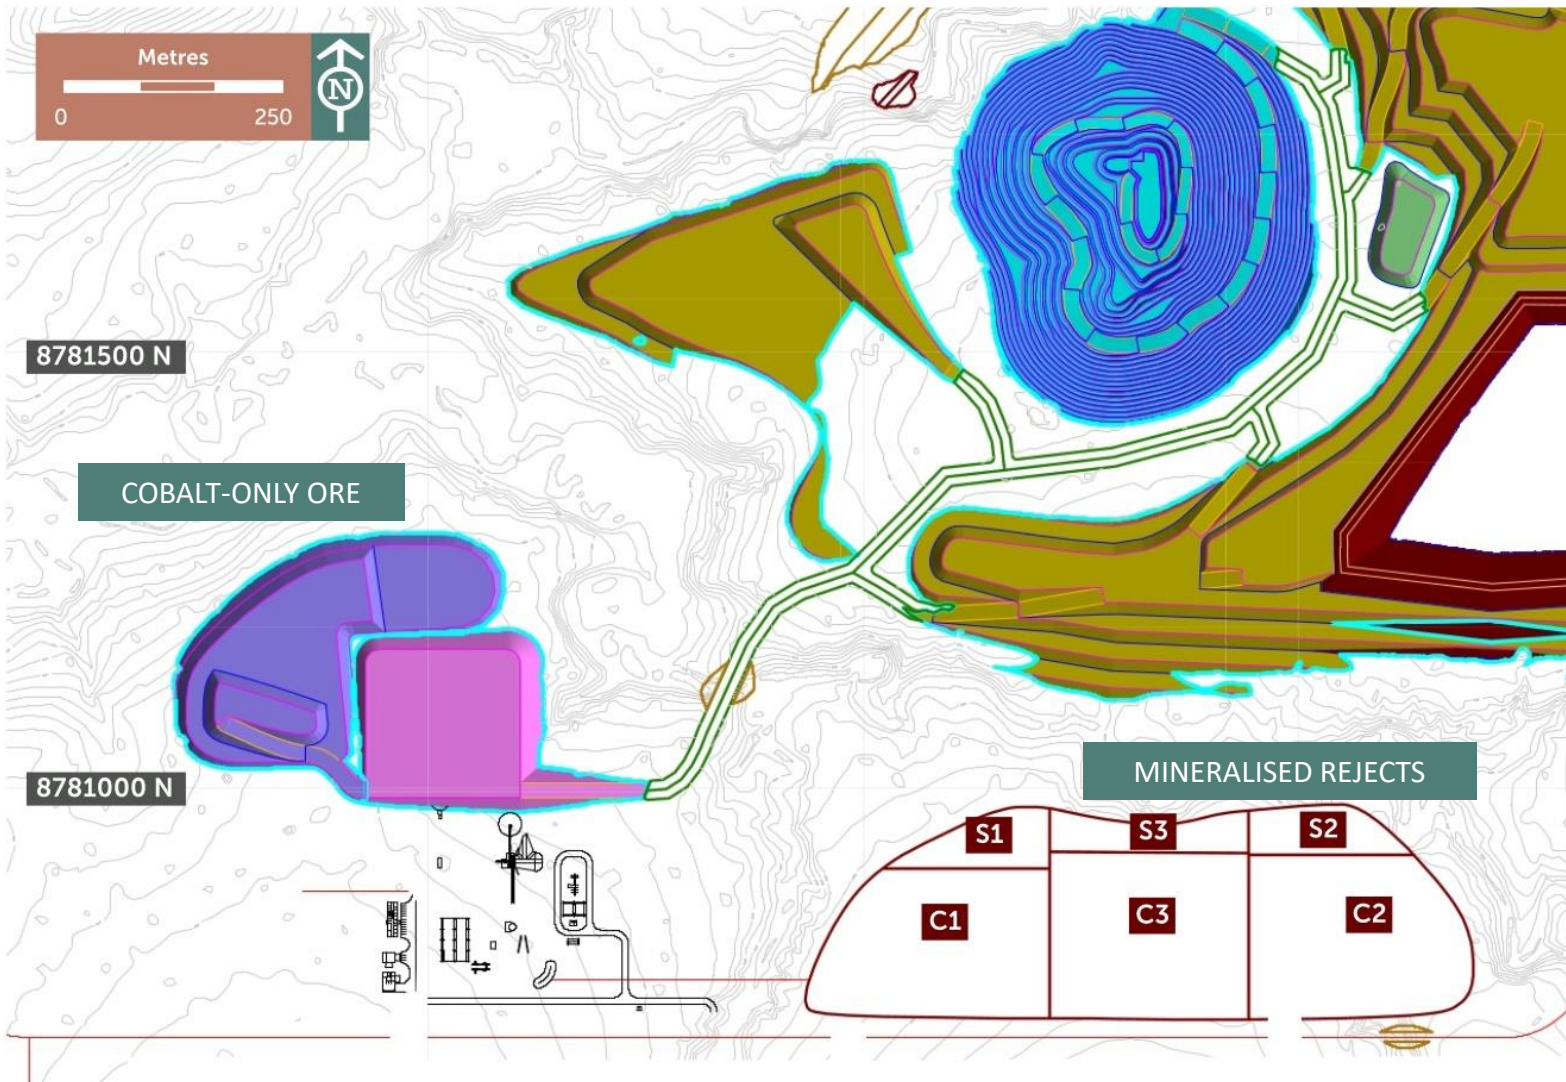 Metres
0 250
N
8781500 N
COBALT-ONLY ORE
8781000 N
MINERALISED REJECTS
S1 S3 S2
C1 C3 C2